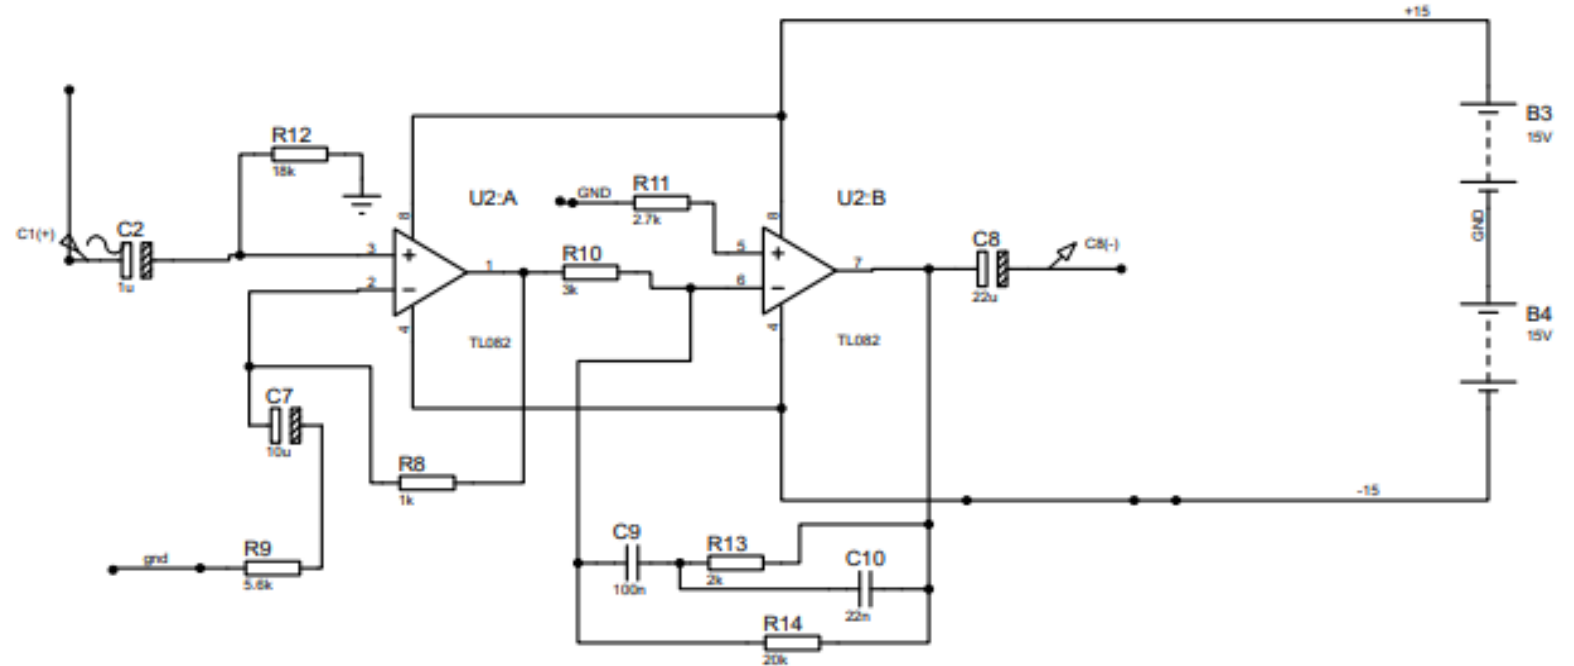 +15
B3
15V
R12
18k
U2:A
GND
R11
2.7k
U2:B
C1(+)
C2
1u
8
3
2
1
4
R10
3k
8
5
6
7
4
C8
22u
C8(-)
GND
B4
15V
TL082
TL082
C7
10u
R8
1k
-15
gnd
R9
5.6k
C9
100n
R13
2k
C10
22n
R14
20k